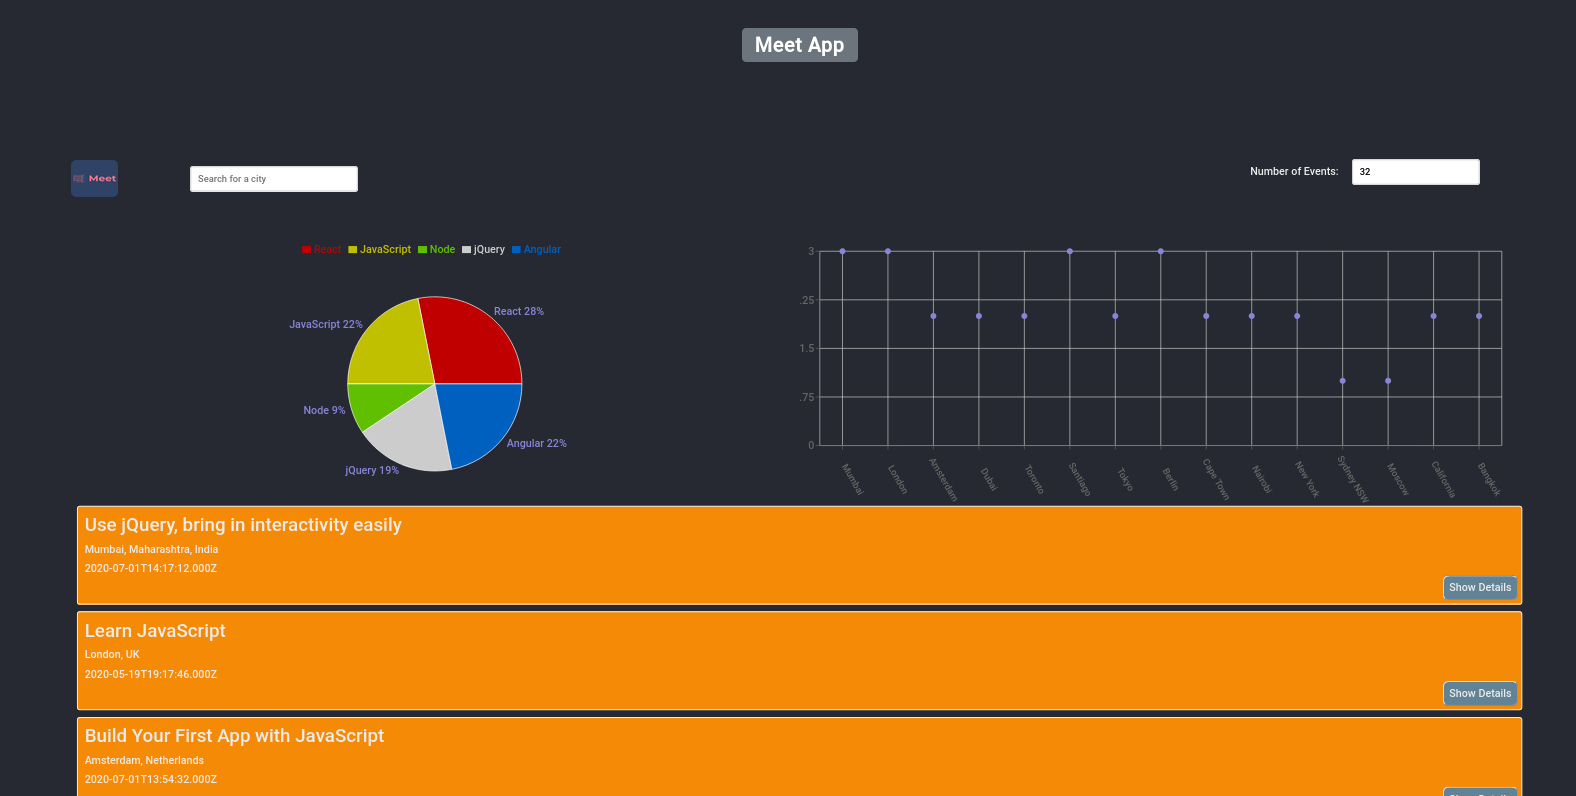 Meet App
Meet
Search for a city
Number of Events:
32
React
JavaScript
Node
jQuery
Angular
React 28%
JavaScript 22%
Node 9%
jQuery 19%
Angular 22%
3
.25
1.5
.75
0
Mumbai
London
Amsterdam
Dubai
Toronto
Santiago
Tokyo
Berlin
Cape Town
Nairobi
New York
Sydney NSW
Moscow
California
Bangkok
Use jQuery, bring in interactivity easily
Mumbai, Maharashtra, India
2020-07-01T14:17:12.000Z
Show Details
Learn JavaScript
London, UK
2020-05-19T19:17:46.000Z
Show Details
Build Your First App with JavaScript
Amsterdam, Netherlands
2020-07-01T13:54:32.000Z